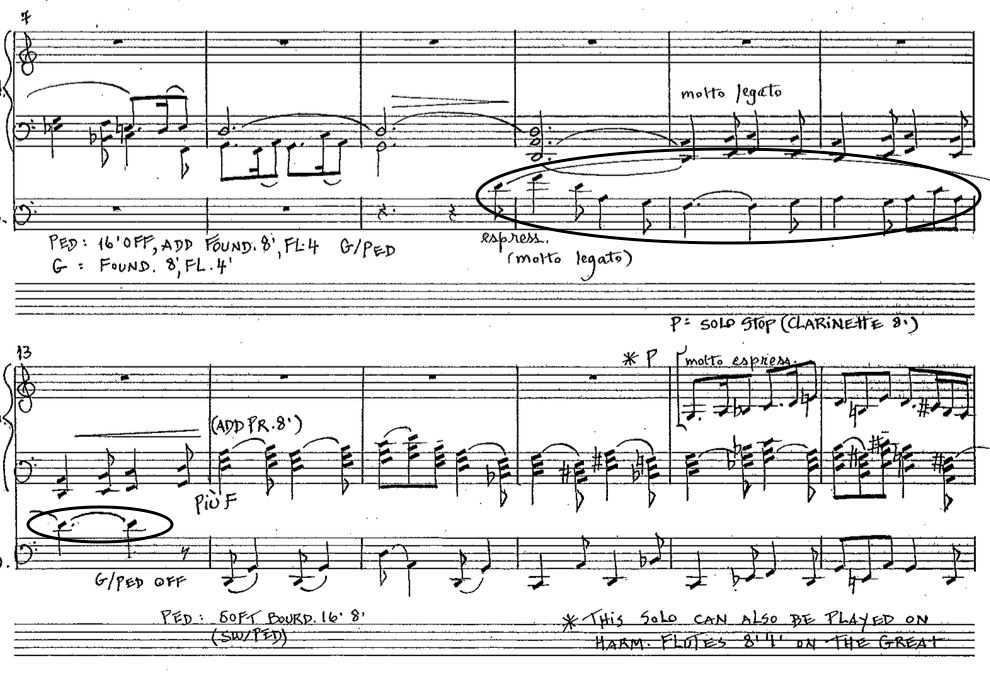 7
molto legato
PED: 16' OFF, ADD FOUND. 8', FL.4 G/PED
G: FOUND. 8', FL.4'
espress.
(molto legato)
P: SOLO STOP (CLARINETTE 8')
13
* P
molto espress.
(ADD PR. 8')
PIÙ F
G/PED OFF
PED: SOFT BOURD. 16' 8'
(SW/PED)
* THIS SOLO CAN ALSO BE PLAYED ON
HARM. FLUTES 8' 4' ON THE GREAT